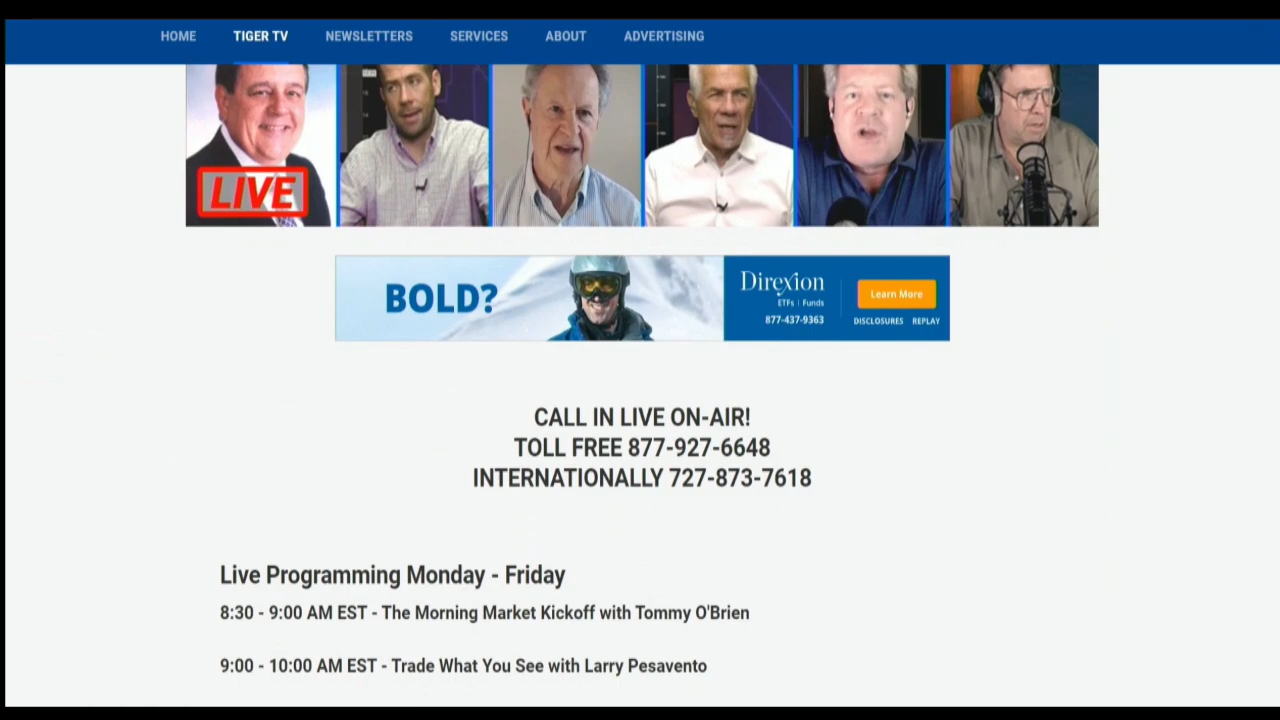 HOME TIGER TV NEWSLETTERS SERVICES ABOUT ADVERTISING
LIVE
BOLD?
Direxion
ETFs | Funds
877-437-9363
Learn More
DISCLOSURES REPLAY
CALL IN LIVE ON-AIR!
TOLL FREE 877-927-6648
INTERNATIONALLY 727-873-7618
Live Programming Monday - Friday
8:30 - 9:00 AM EST - The Morning Market Kickoff with Tommy O'Brien
9:00 - 10:00 AM EST - Trade What You See with Larry Pesavento